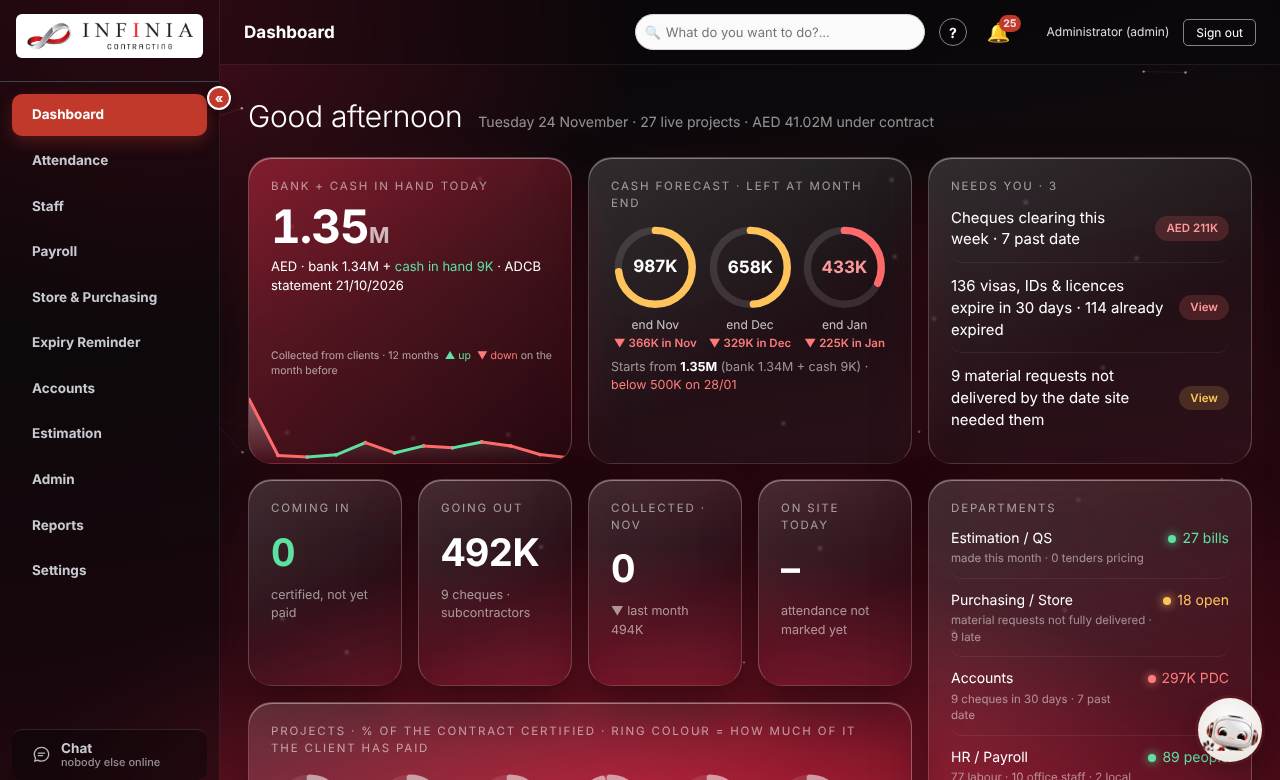 INFINIA
CONTRACTING
Dashboard
🔍 What do you want to do?...
?
🔔 25
Administrator (admin)
Sign out
Dashboard
«
Attendance
Staff
Payroll
Store & Purchasing
Expiry Reminder
Accounts
Estimation
Admin
Reports
Settings
Chat
nobody else online
Good afternoon
Tuesday 24 November · 27 live projects · AED 41.02M under contract
BANK + CASH IN HAND TODAY
1.35M
AED · bank 1.34M + cash in hand 9K · ADCB
statement 21/10/2026
Collected from clients · 12 months ▲ up ▼ down on the
month before
CASH FORECAST · LEFT AT MONTH
END
987K
658K
433K
end Nov
end Dec
end Jan
▼ 366K in Nov
▼ 329K in Dec
▼ 225K in Jan
Starts from 1.35M (bank 1.34M + cash 9K) ·
below 500K on 28/01
NEEDS YOU · 3
Cheques clearing this
week · 7 past date
AED 211K
136 visas, IDs & licences
expire in 30 days · 114 already
expired
View
9 material requests not
delivered by the date site
needed them
View
COMING IN
0
certified, not yet
paid
GOING OUT
492K
9 cheques ·
subcontractors
COLLECTED ·
NOV
0
▼ last month
494K
ON SITE
TODAY
–
attendance not
marked yet
DEPARTMENTS
Estimation / QS
27 bills
made this month · 0 tenders pricing
Purchasing / Store
18 open
material requests not fully delivered ·
9 late
Accounts
297K PDC
9 cheques in 30 days · 7 past
date
HR / Payroll
89
77 labour · 10 office staff · 2 local
PROJECTS · % OF THE CONTRACT CERTIFIED · RING COLOUR = HOW MUCH OF IT
THE CLIENT HAS PAID